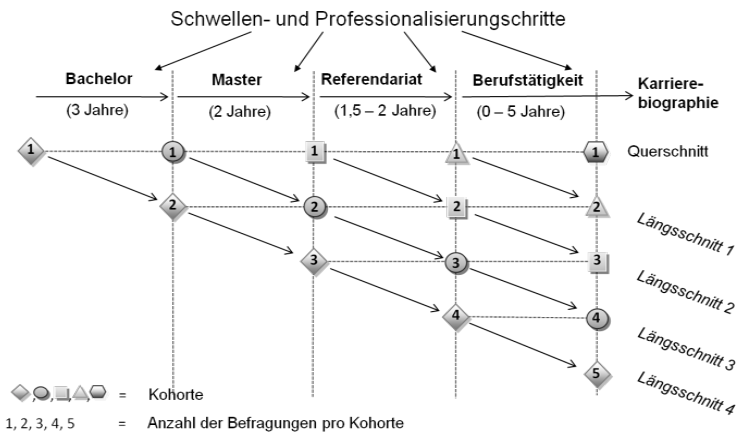 Schwellen- und Professionalisierungschritte
Bachelor Master Referendariat Berufstätigkeit Karriere-
(3 Jahre) (2 Jahre) (1,5 – 2 Jahre) (0 – 5 Jahre) biographie
1 1 1 1 1 Querschnitt
2 2 2 2 Längsschnitt 1
3 3 3 Längsschnitt 2
4 4 Längsschnitt 3
5 Längsschnitt 4
= Kohorte
1, 2, 3, 4, 5 = Anzahl der Befragungen pro Kohorte